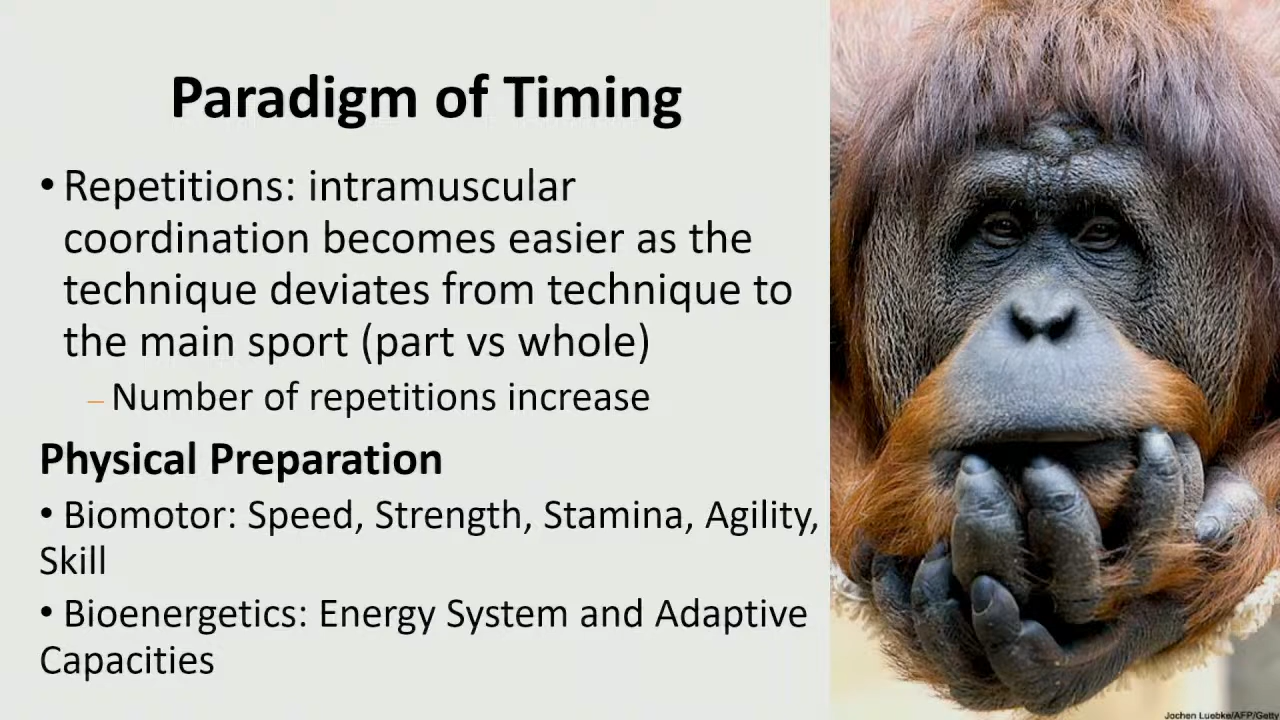 Paradigm of Timing
• Repetitions: intramuscular
coordination becomes easier as the
technique deviates from technique to
the main sport (part vs whole)
– Number of repetitions increase
Physical Preparation
• Biomotor: Speed, Strength, Stamina, Agility,
Skill
• Bioenergetics: Energy System and Adaptive
Capacities
Jochen Luebke/AFP/Getty